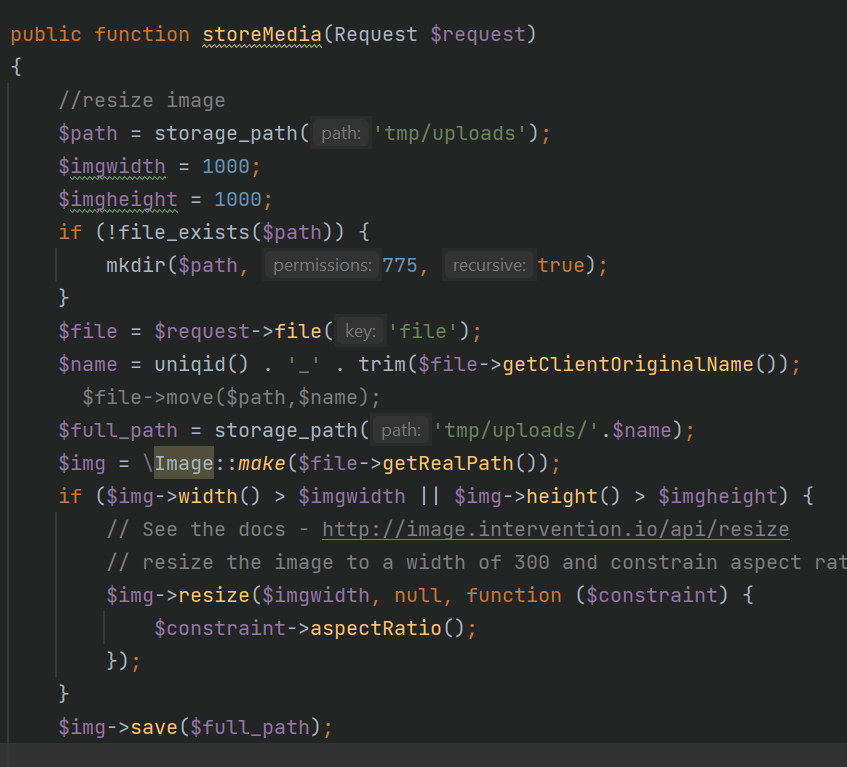 public function storeMedia(Request $request)
{
//resize image
$path = storage_path( path: 'tmp/uploads');
$imgwidth = 1000;
$imgheight = 1000;
if (!file_exists($path)) {
mkdir($path, permissions: 775, recursive: true);
}
$file = $request->file( key: 'file');
$name = uniqid() . '_' . trim($file->getClientOriginalName());
$file->move($path,$name);
$full_path = storage_path( path: 'tmp/uploads/'.$name);
$img = \Image::make($file->getRealPath());
if ($img->width() > $imgwidth || $img->height() > $imgheight) {
// See the docs - http://image.intervention.io/api/resize
// resize the image to a width of 300 and constrain aspect rat
$img->resize($imgwidth, null, function ($constraint) {
$constraint->aspectRatio();
});
}
$img->save($full_path);